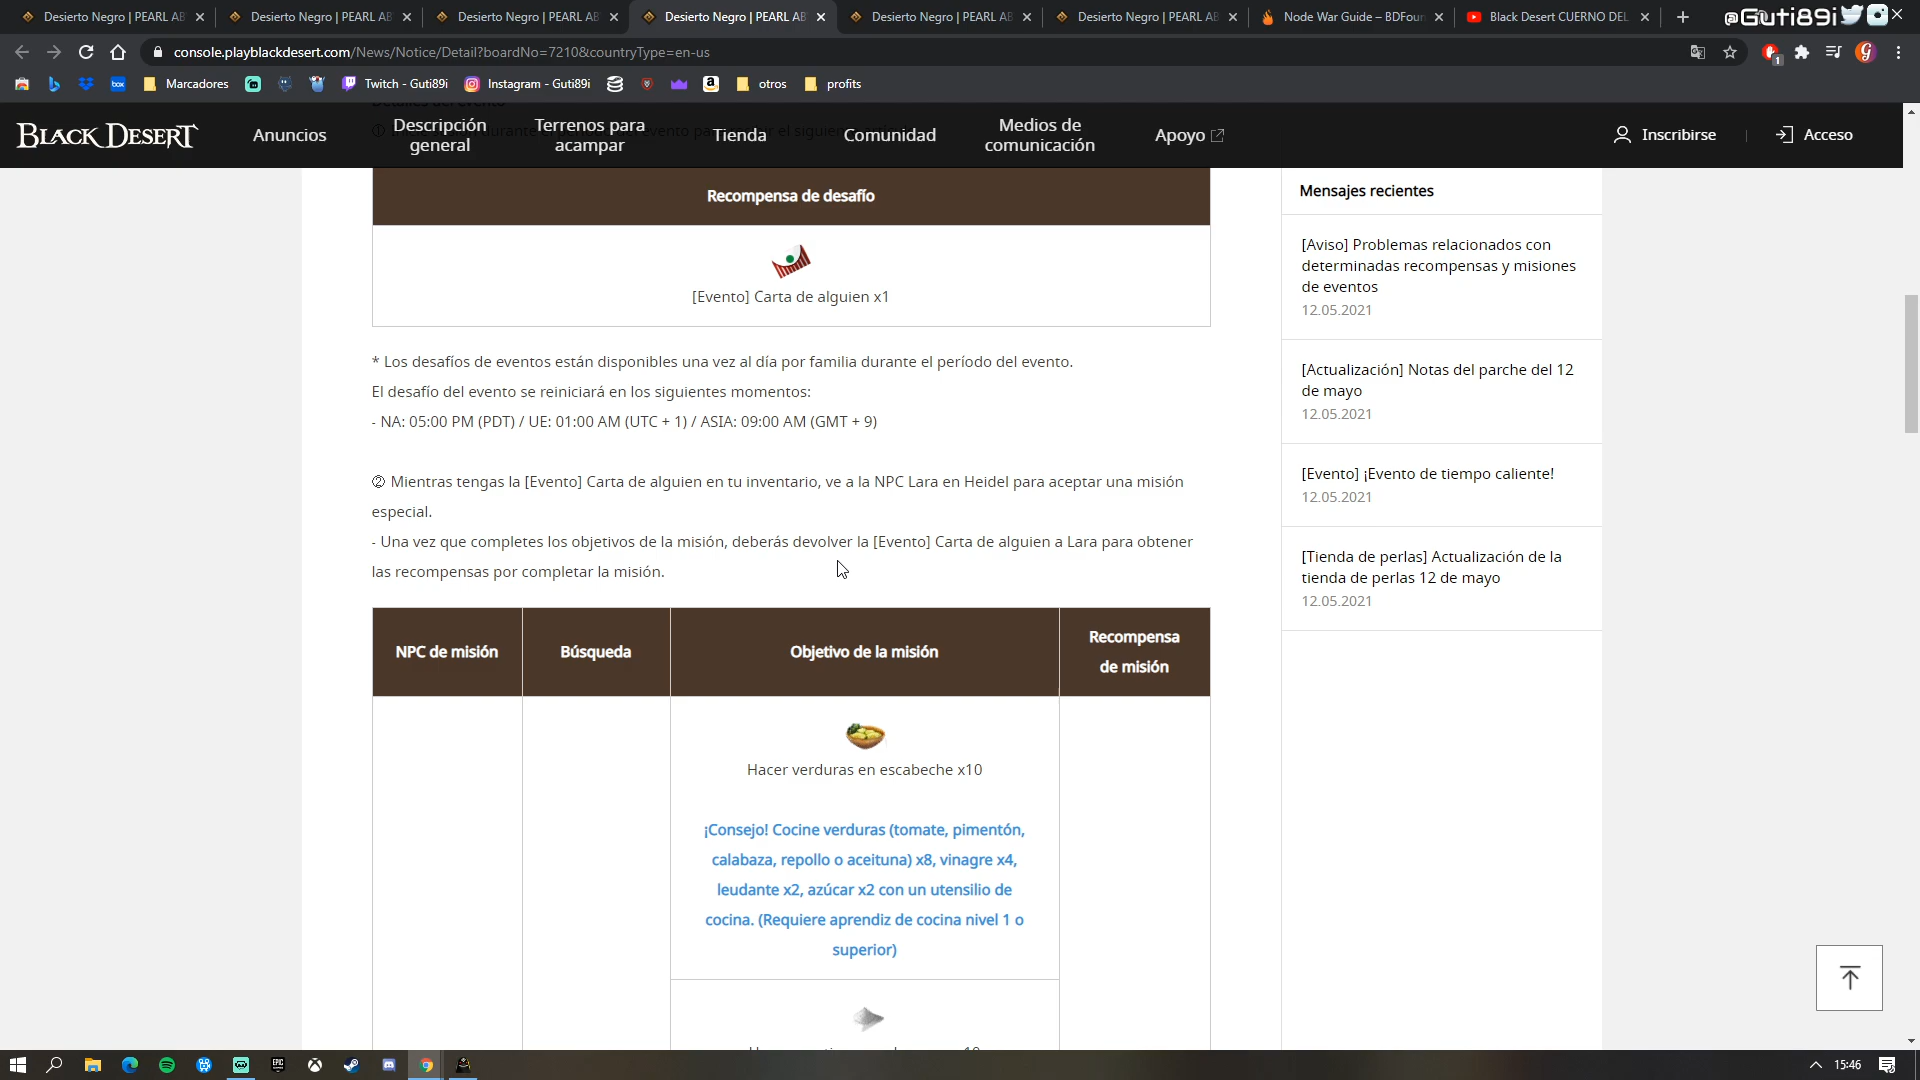 Desierto Negro | PEARL AB
Desierto Negro | PEARL AB
Desierto Negro | PEARL AB
Desierto Negro | PEARL AB
Desierto Negro | PEARL AB
Desierto Negro | PEARL AB
Node War Guide – BDFoun
Black Desert CUERNO DEL
@Guti89i
console.playblackdesert.com/News/Notice/Detail?boardNo=7210&countryType=en-us
1
Marcadores
box
Twitch - Guti89i
Instagram - Guti89i
otros
profits
BLACK DESERT
Anuncios
Descripción general
Terrenos para acampar
Tienda
Comunidad
Medios de comunicación
Apoyo
Inscribirse
Acceso
Recompensa de desafío
[Evento] Carta de alguien x1
* Los desafíos de eventos están disponibles una vez al día por familia durante el período del evento.
El desafío del evento se reiniciará en los siguientes momentos:
- NA: 05:00 PM (PDT) / UE: 01:00 AM (UTC + 1) / ASIA: 09:00 AM (GMT + 9)
② Mientras tengas la [Evento] Carta de alguien en tu inventario, ve a la NPC Lara en Heidel para aceptar una misión
especial.
- Una vez que completes los objetivos de la misión, deberás devolver la [Evento] Carta de alguien a Lara para obtener
las recompensas por completar la misión.
NPC de misión
Búsqueda
Objetivo de la misión
Recompensa
de misión
Hacer verduras en escabeche x10
¡Consejo! Cocine verduras (tomate, pimentón,
calabaza, repollo o aceituna) x8, vinagre x4,
leudante x2, azúcar x2 con un utensilio de
cocina. (Requiere aprendiz de cocina nivel 1 o
superior)
Mensajes recientes
[Aviso] Problemas relacionados con
determinadas recompensas y misiones
de eventos
12.05.2021
[Actualización] Notas del parche del 12
de mayo
12.05.2021
[Evento] ¡Evento de tiempo caliente!
12.05.2021
[Tienda de perlas] Actualización de la
tienda de perlas 12 de mayo
12.05.2021
15:46